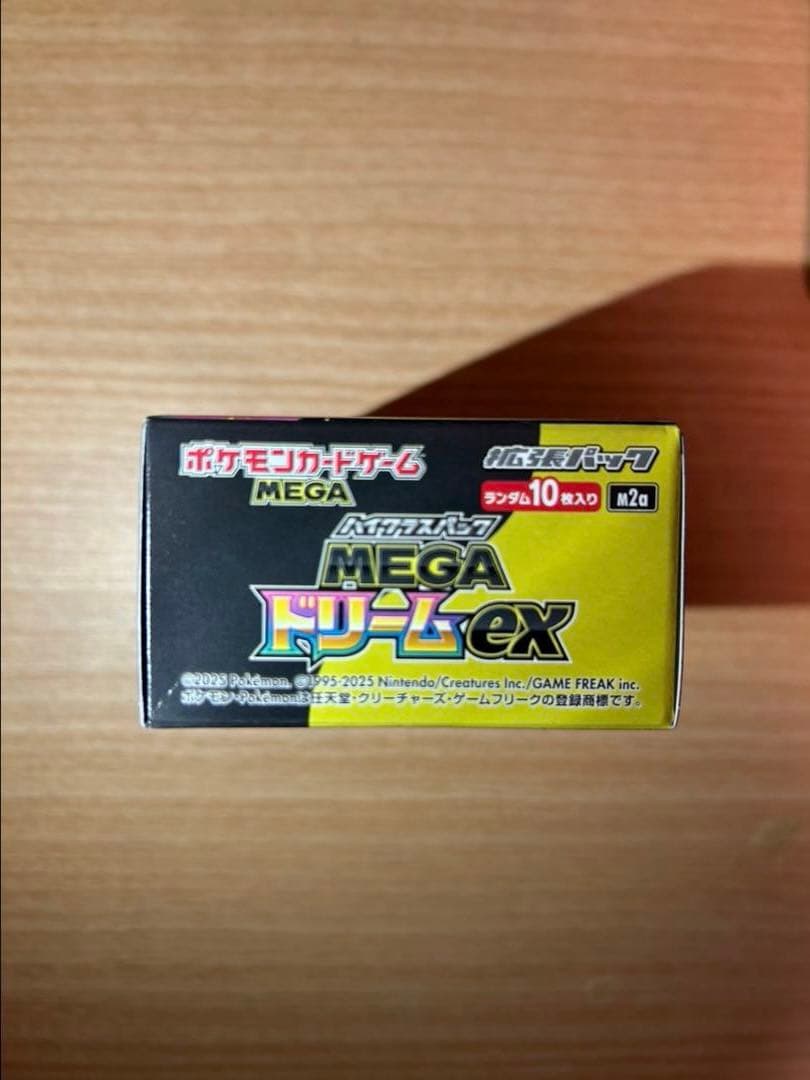 ポケモンカードゲーム
MEGA
拡張パック
ランダム10枚入り M2a
ハイクラスパック
MEGA
ドリームex
©2025 Pokémon. ©1995-2025 Nintendo/Creatures Inc./GAME FREAK inc.
ポケモン・Pokémonは任天堂・クリーチャーズ・ゲームフリークの登録商標です。